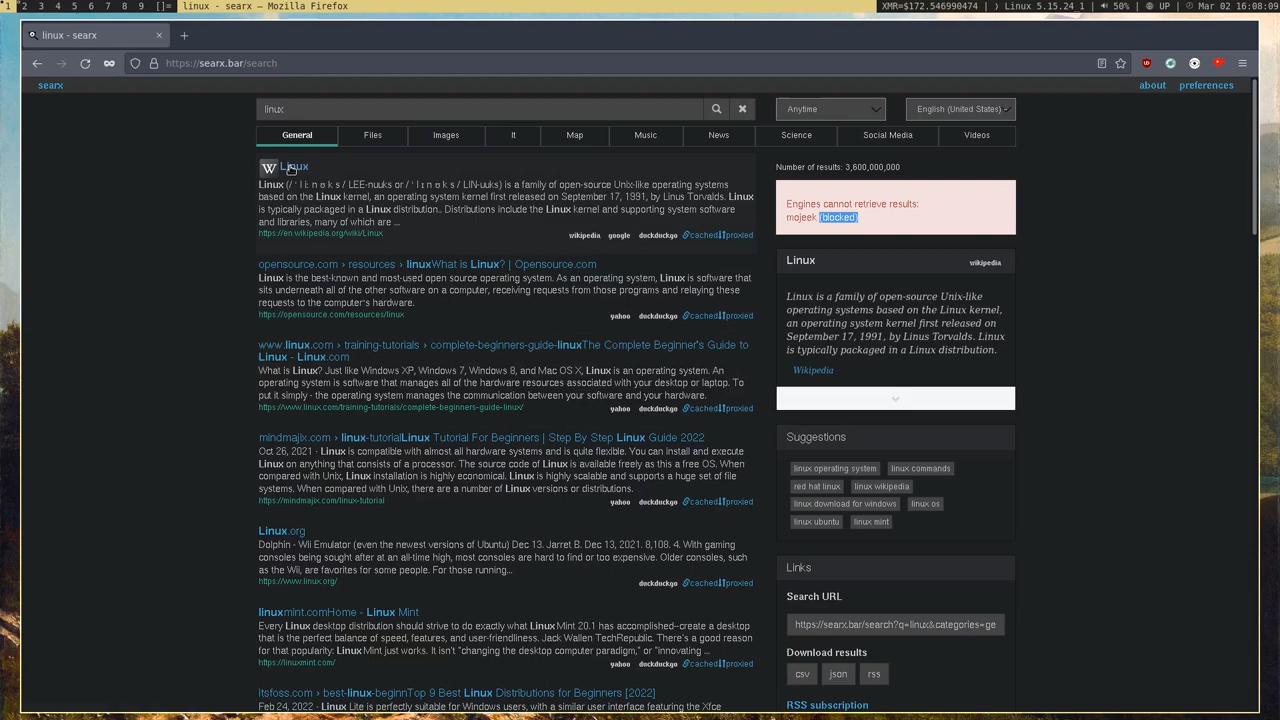 1 2 3 4 5 6 7 8 9 []= linux - searx — Mozilla Firefox
XMR=$172.546990474 | ) Linux 5.15.24_1 | 50% | UP | Mar 02 16:08:09
linux - searx
https://searx.bar/search
searx about preferences
linux Anytime English (United States)
General Files Images It Map Music News Science Social Media Videos
W Linux
Linux (/ˈliːnʊks/ LEE-nuuks or /ˈlɪnʊks/ LIN-uuks) is a family of open-source Unix-like operating systems
based on the Linux kernel, an operating system kernel first released on September 17, 1991, by Linus Torvalds. Linux
is typically packaged in a Linux distribution.. Distributions include the Linux kernel and supporting system software
and libraries, many of which are ...
https://en.wikipedia.org/wiki/Linux
wikipedia google duckduckgo cached proxied
opensource.com › resources › linuxWhat is Linux? | Opensource.com
Linux is the best-known and most-used open source operating system. As an operating system, Linux is software that
sits underneath all of the other software on a computer, receiving requests from those programs and relaying these
requests to the computer's hardware.
https://opensource.com/resources/linux
yahoo duckduckgo cached proxied
www.linux.com › training-tutorials › complete-beginners-guide-linuxThe Complete Beginner's Guide to
Linux - Linux.com
What is Linux? Just like Windows XP, Windows 7, Windows 8, and Mac OS X, Linux is an operating system. An
operating system is software that manages all of the hardware resources associated with your desktop or laptop. To
put it simply - the operating system manages the communication between your software and your hardware.
https://www.linux.com/training-tutorials/complete-beginners-guide-linux/
yahoo duckduckgo cached proxied
mindmajix.com › linux-tutorialLinux Tutorial For Beginners | Step By Step Linux Guide 2022
Oct 26, 2021 · Linux is compatible with almost all hardware systems and is quite flexible. You can install and execute
Linux on anything that consists of a processor. The source code of Linux is available freely as this a free OS. When
compared with Unix, Linux installation is highly economical. Linux is highly scalable and supports a huge set of file
systems. When compared with Unix, there are a number of Linux versions or distributions.
https://mindmajix.com/linux-tutorial
yahoo duckduckgo cached proxied
Linux.org
Dolphin - Wii Emulator (even the newest versions of Ubuntu) Dec 13. Jarret B. Dec 13, 2021. 8,108. 4. With gaming
consoles being sought after at an all-time high, most consoles are hard to find or too expensive. Older consoles, such
as the Wii, are favorites for some people. For those running...
https://www.linux.org/
duckduckgo cached proxied
linuxmint.comHome - Linux Mint
Every Linux desktop distribution should strive to do exactly what Linux Mint 20.1 has accomplished—create a desktop
that is the perfect balance of speed, features, and user-friendliness. Jack Wallen TechRepublic. There's a good reason
for that popularity: Linux Mint just works. It isn't "changing the desktop computer paradigm," or "innovating ...
https://linuxmint.com/
yahoo duckduckgo cached proxied
itsfoss.com › best-linux-beginnTop 9 Best Linux Distributions for Beginners [2022]
Feb 24, 2022 · Linux Lite is perfectly suitable for Windows users, with a similar user interface featuring the Xfce
Number of results: 3,600,000,000
Engines cannot retrieve results:
mojeek (blocked)
Linux wikipedia
Linux is a family of open-source Unix-like
operating systems based on the Linux kernel,
an operating system kernel first released on
September 17, 1991, by Linus Torvalds. Linux
is typically packaged in a Linux distribution.
Wikipedia
Suggestions
linux operating system linux commands
red hat linux linux wikipedia
linux download for windows linux os
linux ubuntu linux mint
Links
Search URL
https://searx.bar/search?q=linux&categories=ge
Download results
csv json rss
RSS subscription